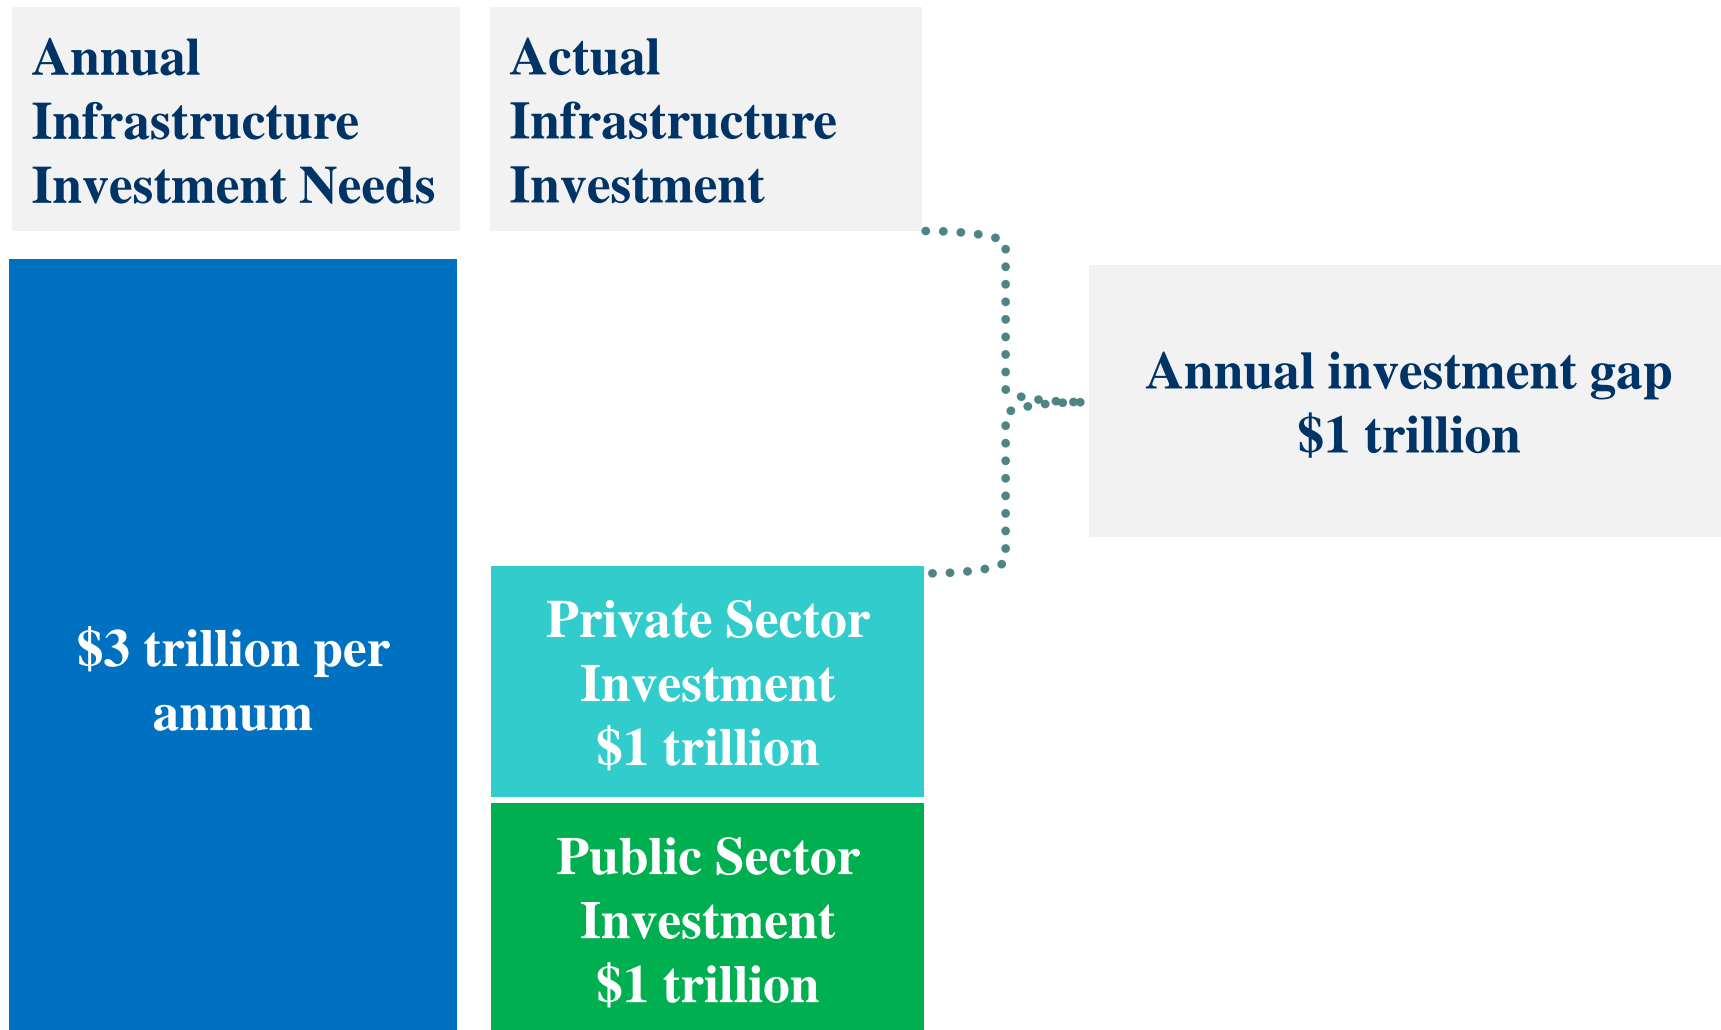 Annual
Infrastructure
Investment Needs
Actual
Infrastructure
Investment
Annual investment gap
$1 trillion
$3 trillion per
annum
Private Sector
Investment
$1 trillion
Public Sector
Investment
$1 trillion